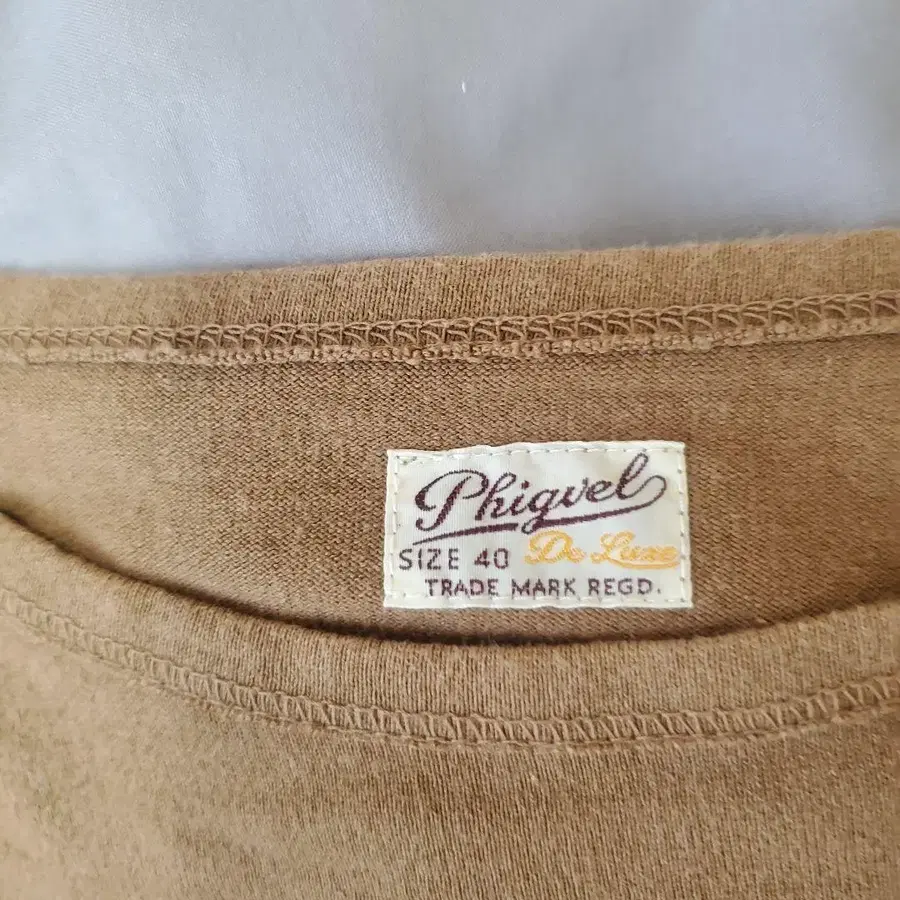 Phigvel
SIZE 40 De Luxe
TRADE MARK REGD.